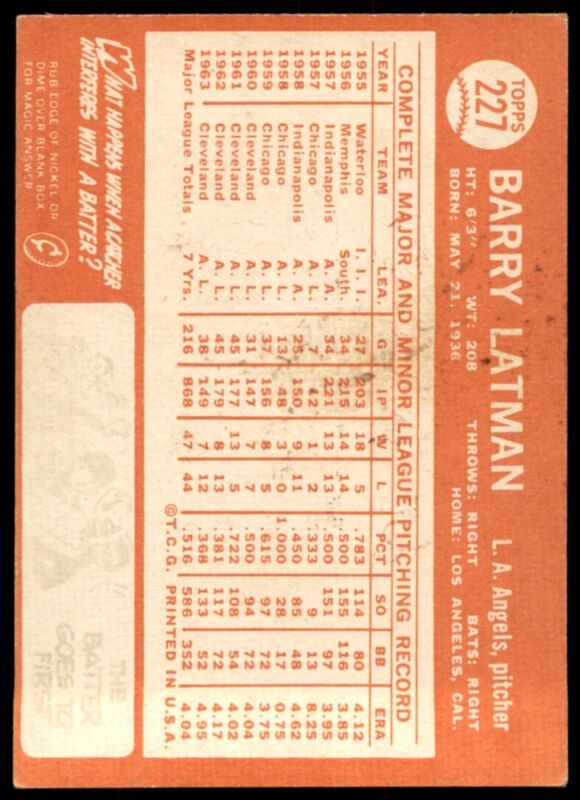 TOPPS
227
BARRY LATMAN L. A. Angels, pitcher
HT: 6'3" WT: 208 THROWS: RIGHT BATS: RIGHT
BORN: MAY 21, 1936 HOME: LOS ANGELES, CAL.
COMPLETE MAJOR AND MINOR LEAGUE PITCHING RECORD
YEAR TEAM LEA. G IP W L PCT SO BB ERA
1955 Waterloo I. I. I. 27 203 18 5 .783 114 80 4.12
1956 Memphis South. 34 215 14 14 .500 155 116 3.85
1957 Indianapolis A. A. 34 221 13 13 .500 151 97 3.95
1957 Chicago A. L. 7 12 1 2 .333 9 13 8.25
1958 Indianapolis A. A. 25 150 9 11 .450 85 48 4.62
1958 Chicago A. L. 13 48 3 0 1.000 28 17 0.75
1959 Chicago A. L. 37 156 8 5 .615 97 72 3.75
1960 Cleveland A. L. 31 147 7 7 .500 94 72 4.04
1961 Cleveland A. L. 45 177 13 5 .722 108 54 4.02
1962 Cleveland A. L. 45 179 8 13 .381 117 72 4.17
1963 Cleveland A. L. 38 149 7 12 .368 133 52 4.95
Major League Totals 7 Yrs. 216 868 47 44 .516 586 352 4.04
©T.C.G. PRINTED IN U.S.A.
WHAT HAPPENS WHEN A CATCHER
INTERFERES WITH A BATTER?
RUB EDGE OF NICKEL OR
DIME OVER BLANK BOX
FOR MAGIC ANSWER
THE
BATTER
GOES TO
FIRST